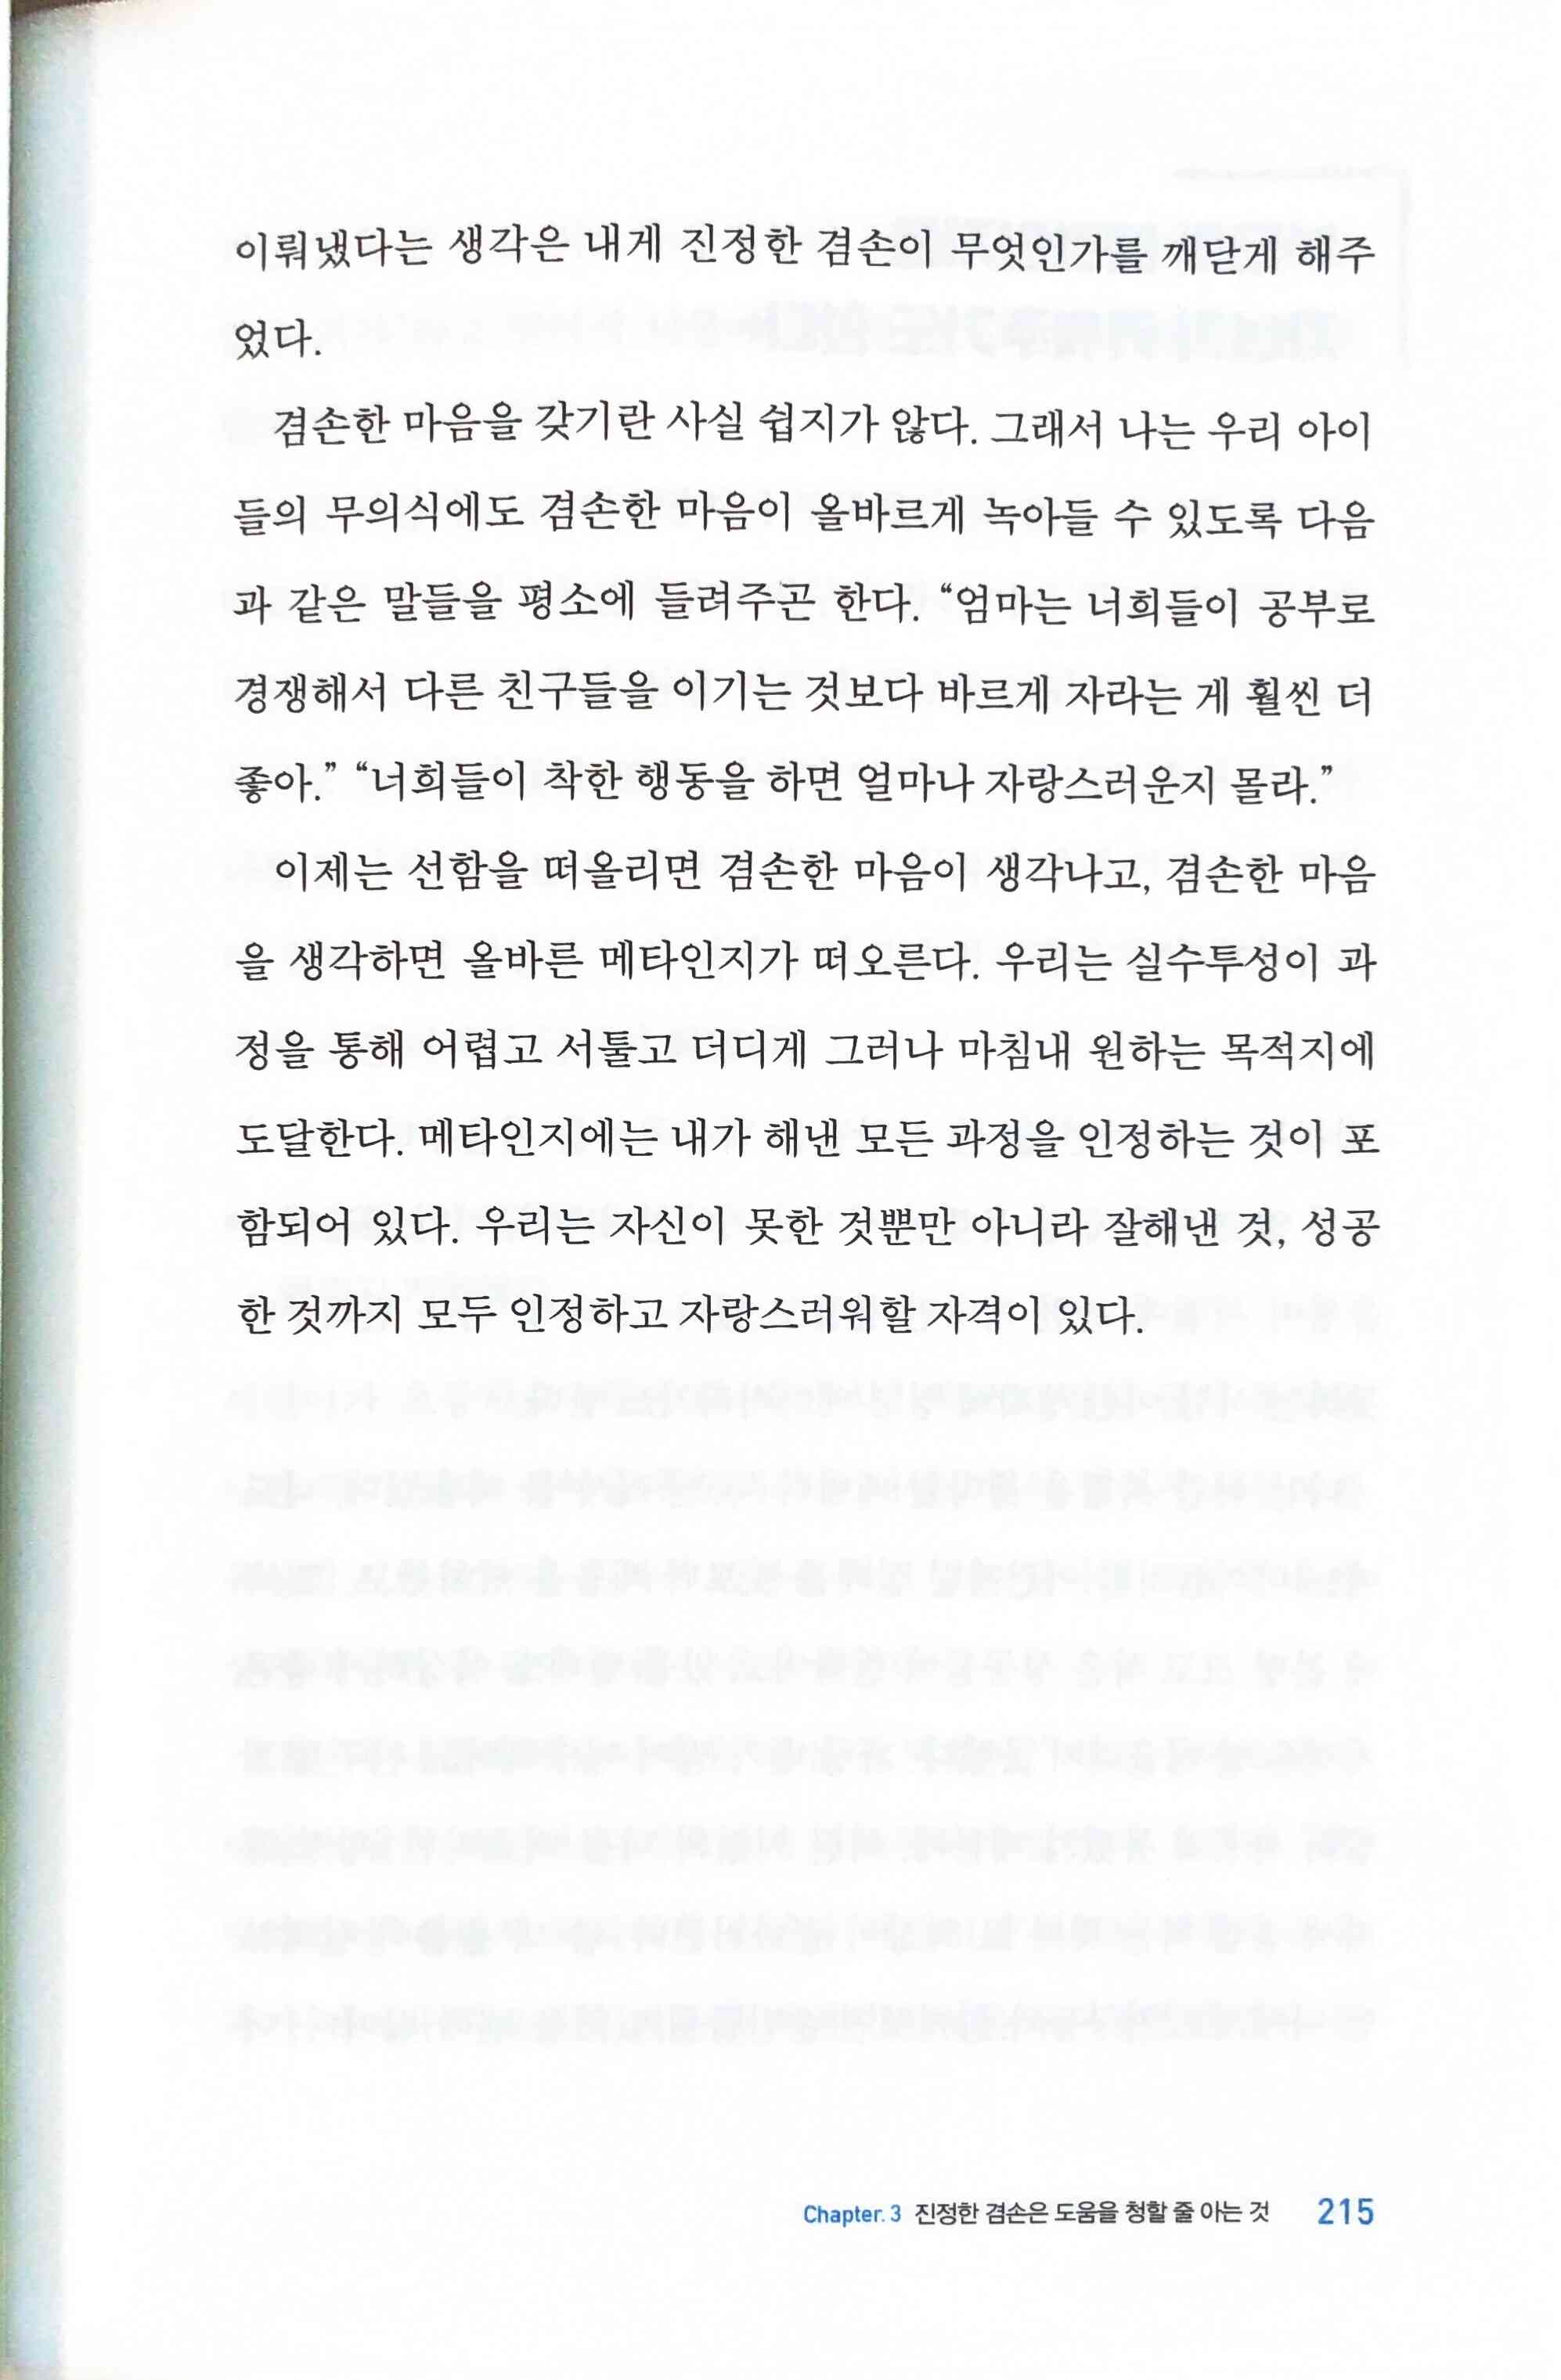 이뤄냈다는 생각은 내게 진정한 겸손이 무엇인가를 깨닫게 해주
었다.
겸손한 마음을 갖기란 사실 쉽지가 않다. 그래서 나는 우리 아이
들의 무의식에도 겸손한 마음이 올바르게 녹아들 수 있도록 다음
과 같은 말들을 평소에 들려주곤 한다. “엄마는 너희들이 공부로
경쟁해서 다른 친구들을 이기는 것보다 바르게 자라는 게 훨씬 더
좋아.” “너희들이 착한 행동을 하면 얼마나 자랑스러운지 몰라.”
이제는 선함을 떠올리면 겸손한 마음이 생각나고, 겸손한 마음
을 생각하면 올바른 메타인지가 떠오른다. 우리는 실수투성이 과
정을 통해 어렵고 서툴고 더디게 그러나 마침내 원하는 목적지에
도달한다. 메타인지에는 내가 해낸 모든 과정을 인정하는 것이 포
함되어 있다. 우리는 자신이 못한 것뿐만 아니라 잘해낸 것, 성공
한 것까지 모두 인정하고 자랑스러워할 자격이 있다.
Chapter. 3 진정한 겸손은 도움을 청할 줄 아는 것 215